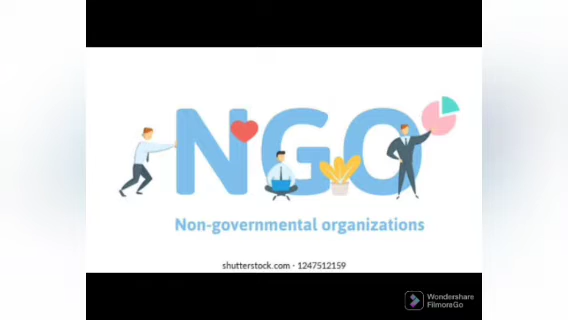 NGO
Non-governmental organizations
shutterstock.com · 1247512159
Wondershare
FilmoraGo